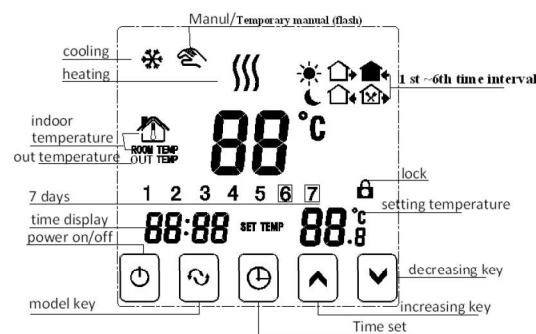 Manul/Temporary manual (flash)
cooling
heating
1 st ~6th time interval
88 °C
indoor
temperature
ROOM TEMP
out temperature
OUT TEMP
lock
7 days
1 2 3 4 5 6 7
setting temperature
time display
88:88 SET TEMP 88.8 °C
power on/off
decreasing key
model key
increasing key
Time set